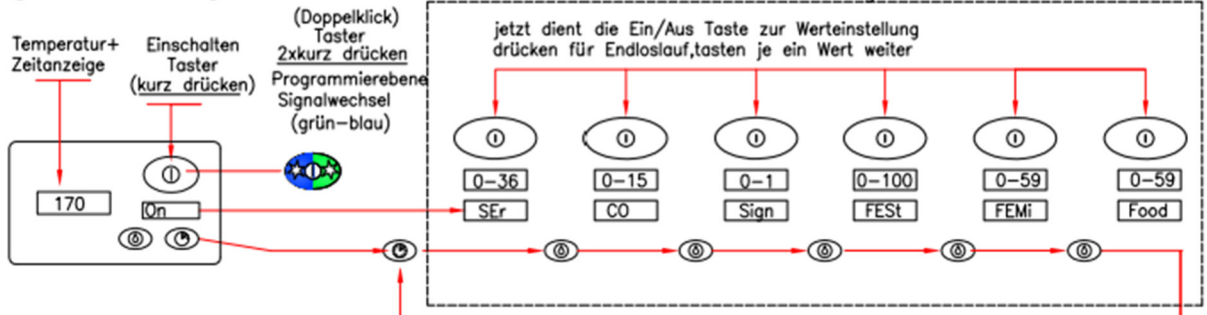 Temperatur+
Zeitanzeige
Einschalten
Taster
(kurz drücken)
(Doppelklick)
Taster
2xkurz drücken
Programmierebene
Signalwechsel
(grün-blau)
jetzt dient die Ein/Aus Taste zur Werteinstellung
drücken für Endloslauf,tasten je ein Wert weiter
170
On
0-36
0-15
0-1
0-100
0-59
0-59
SEr
CO
Sign
FESt
FEMi
Food